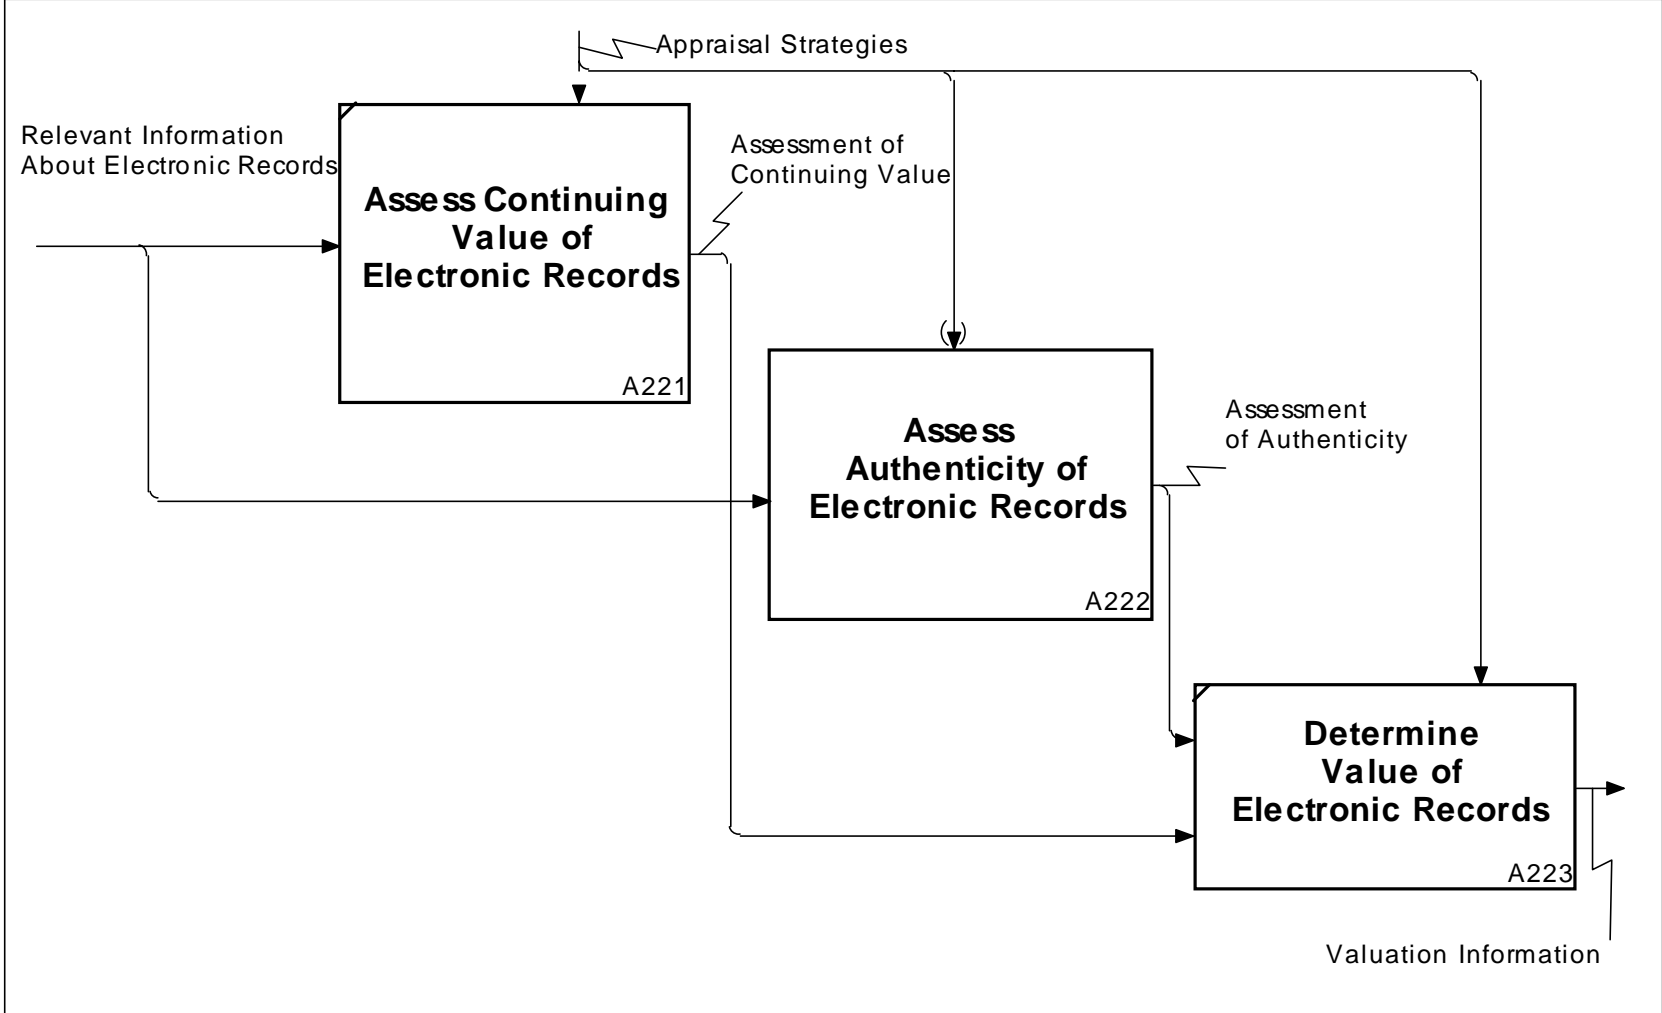 Appraisal Strategies
Relevant Information
About Electronic Records
Assess Continuing
Value of
Electronic Records
A221
Assessment of
Continuing Value
Assess
Authenticity of
Electronic Records
A222
Assessment
of Authenticity
Determine
Value of
Electronic Records
A223
Valuation Information